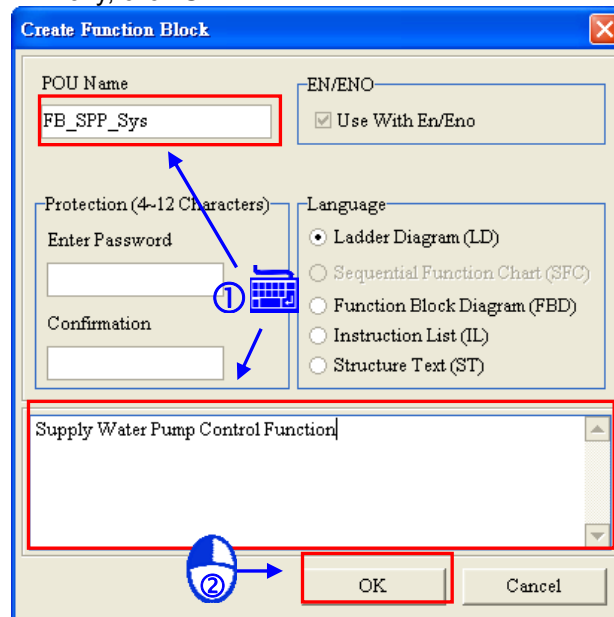 Create Function Block
POU Name
FB_SPP_Sys
EN/ENO
Use With En/Eno
Protection (4~12 Characters)
Enter Password
Confirmation
Language
Ladder Diagram (LD)
Sequential Function Chart (SFC)
Function Block Diagram (FBD)
Instruction List (IL)
Structure Text (ST)
①
Supply Water Pump Control Function
②
OK
Cancel